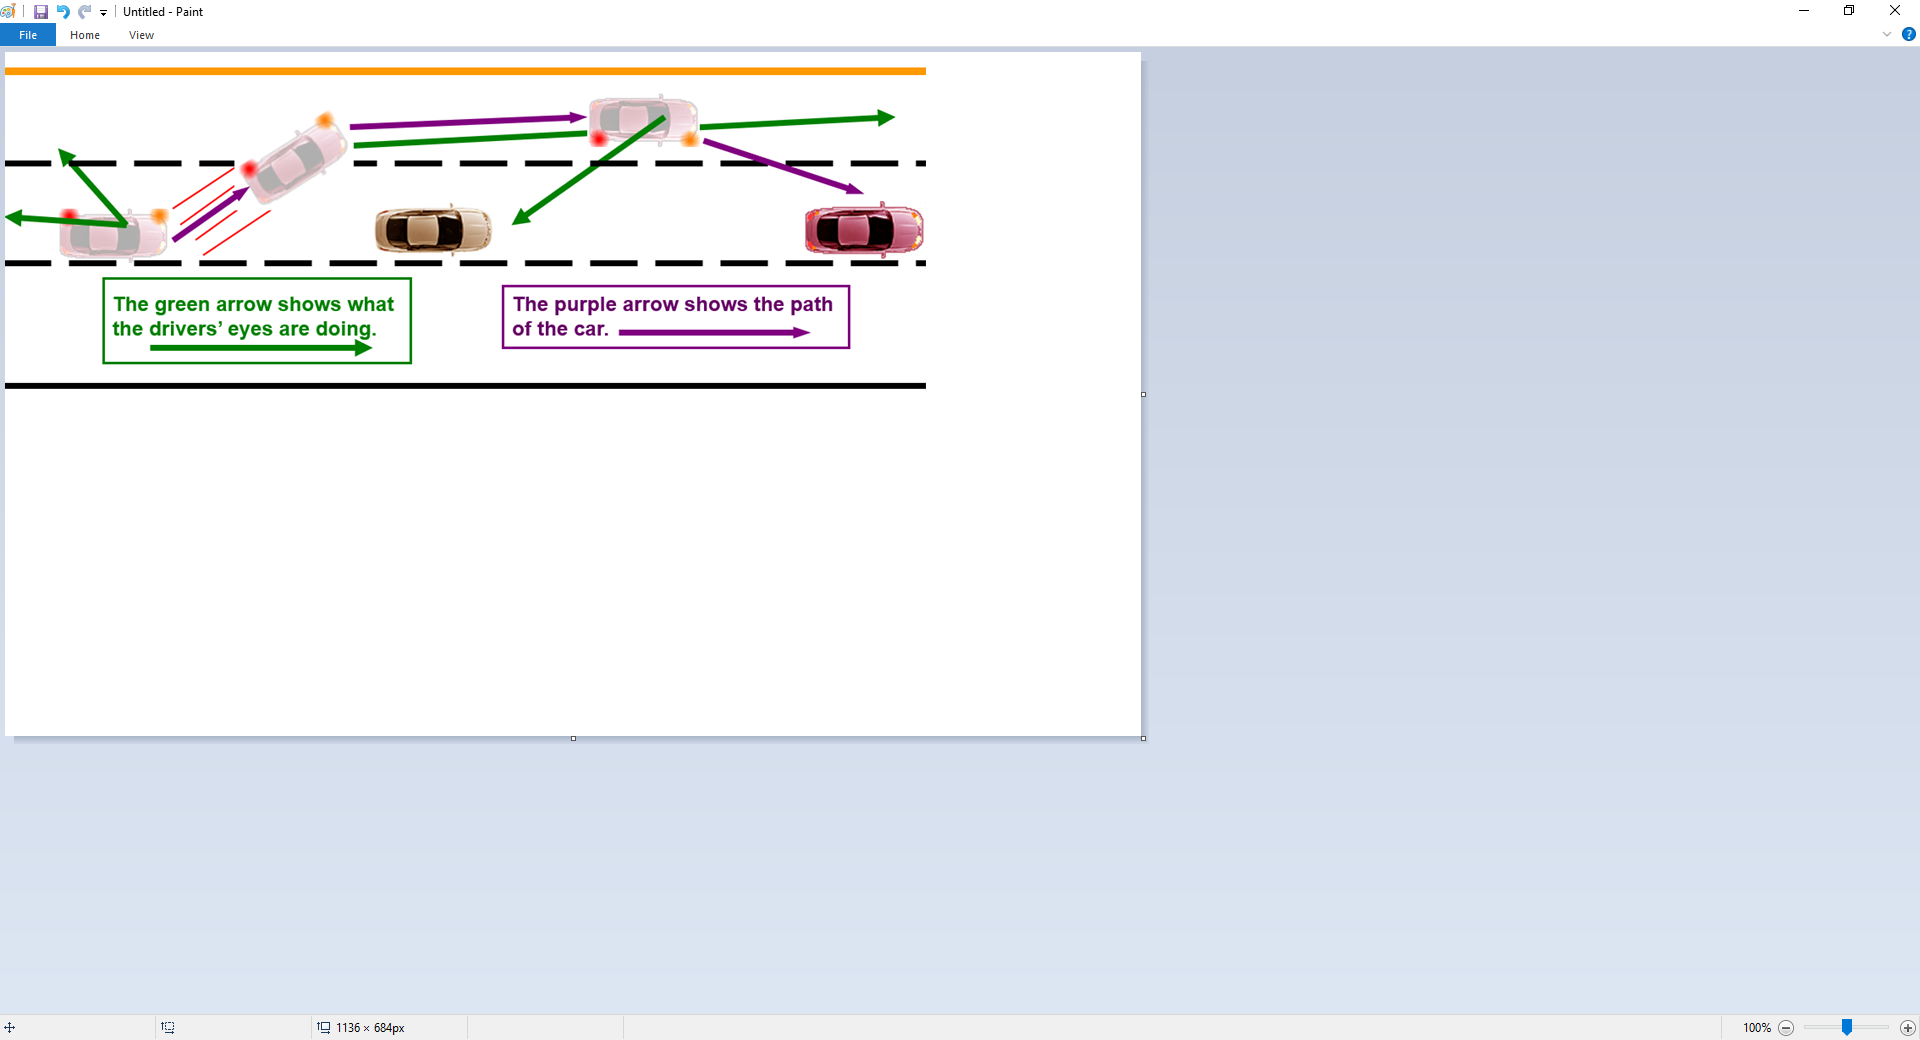 Untitled - Paint
File Home View
The green arrow shows what
the drivers’ eyes are doing.
The purple arrow shows the path
of the car.
1136 × 684px
100%